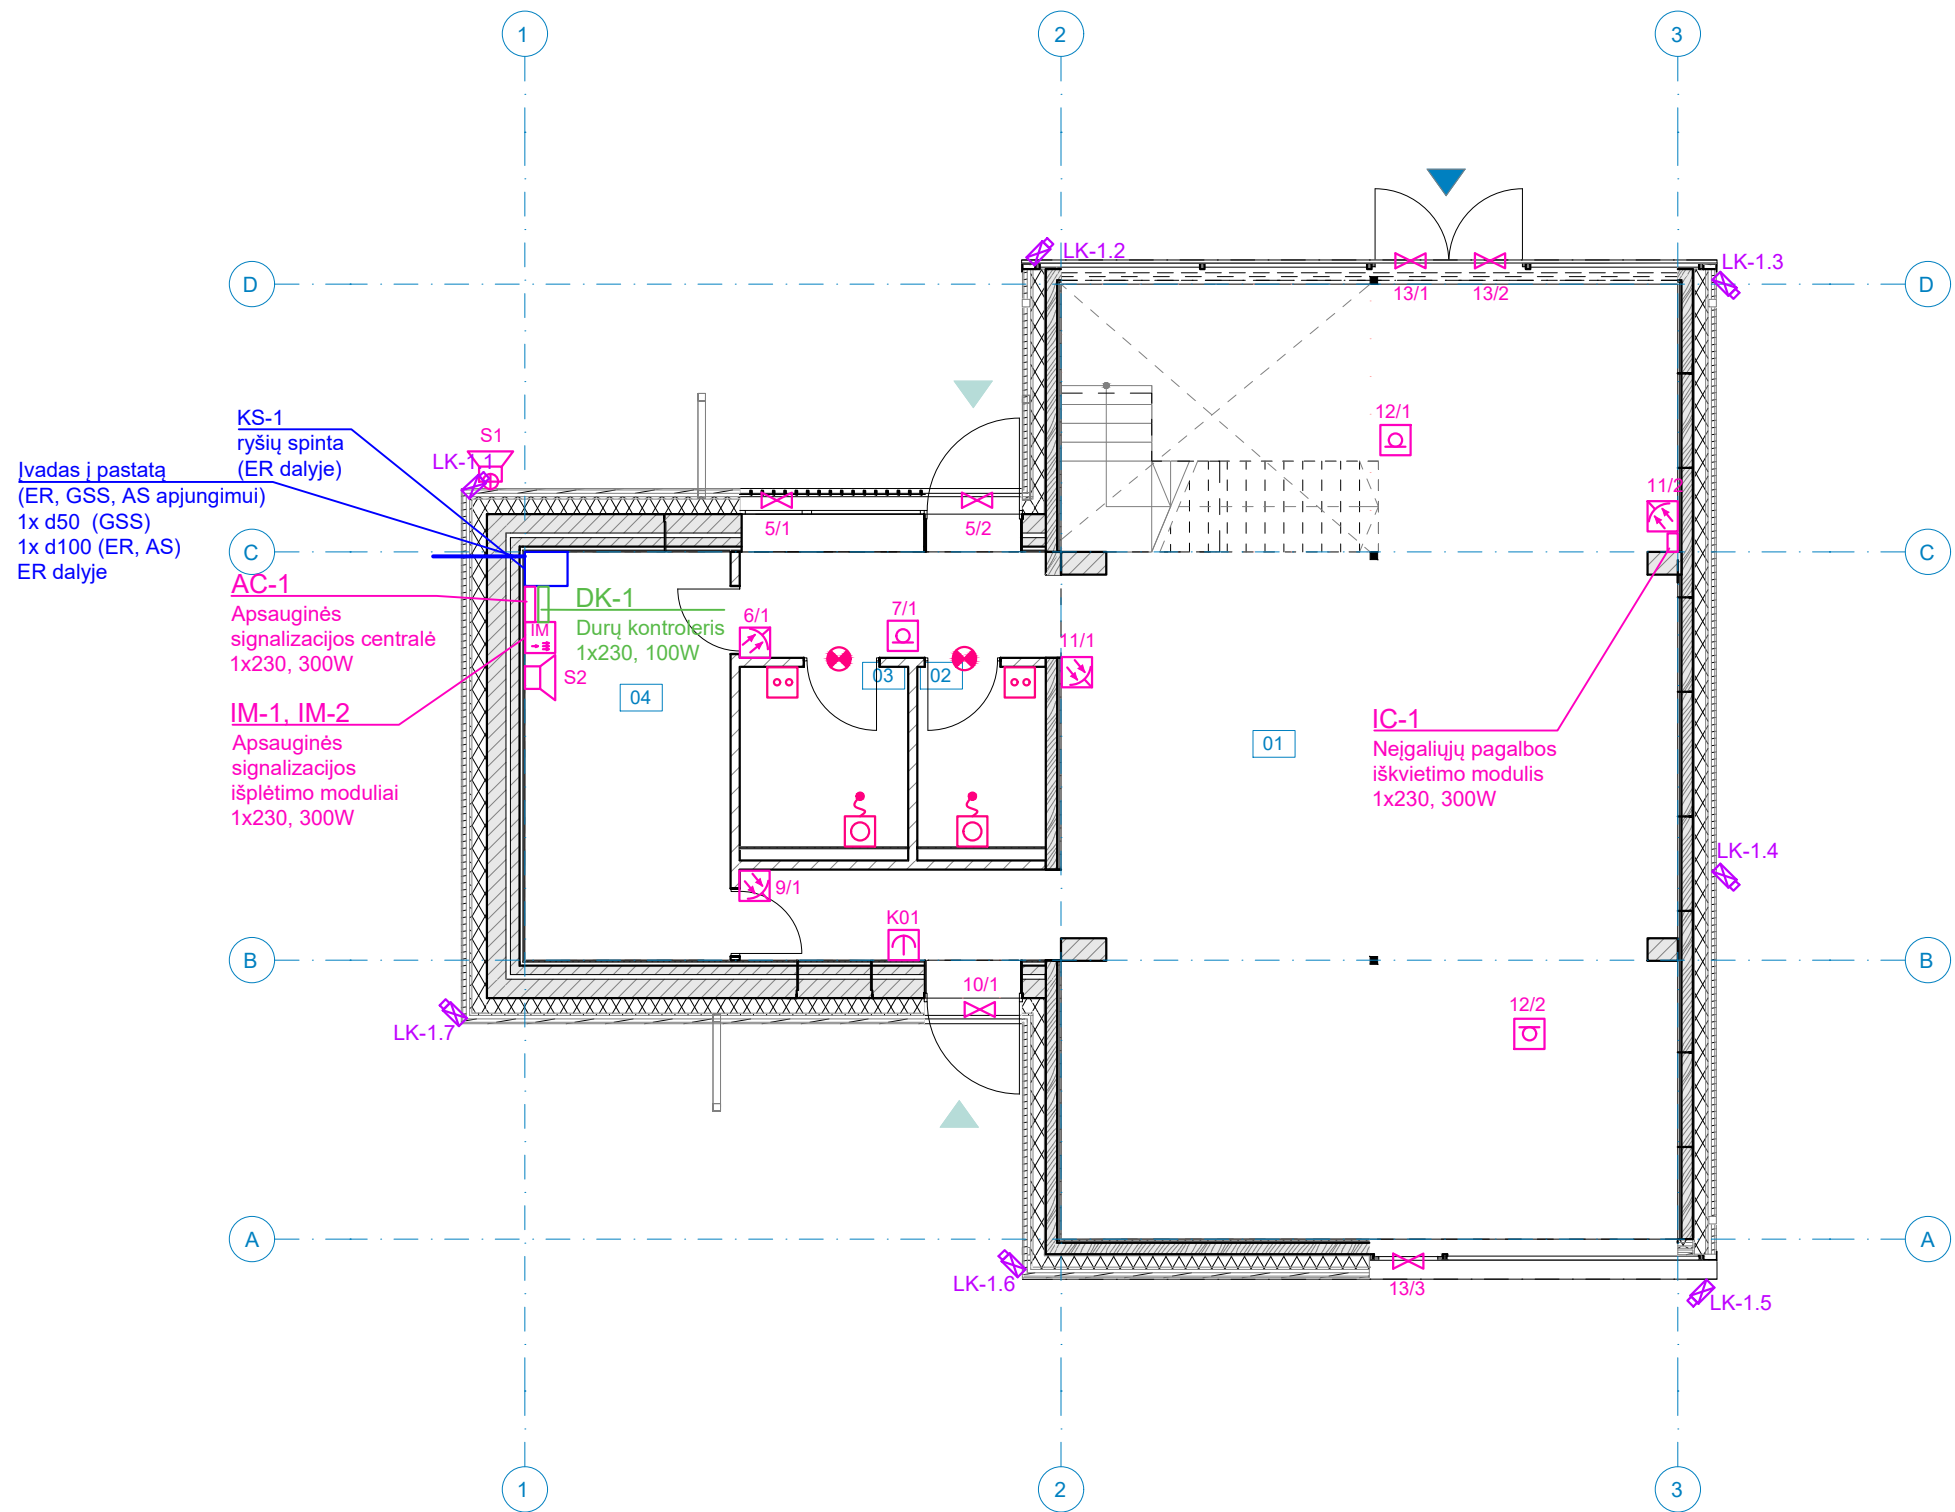 1
2
3
LK-1.2
LK-1.3
D
D
13/1
13/2
KS-1
ryšių spinta
(ER dalyje)
S1
LK-1.1
12/1
Įvadas į pastatą
(ER, GSS, AS apjungimui)
1x d50 (GSS)
1x d100 (ER, AS)
ER dalyje
11/2
5/1
5/2
C
C
AC-1
Apsauginės
signalizacijos centralė
1x230, 300W
DK-1
Durų kontroleris
1x230, 100W
IM
S2
6/1
7/1
11/1
03
02
04
01
IM-1, IM-2
Apsauginės
signalizacijos
išplėtimo moduliai
1x230, 300W
IC-1
Neįgaliųjų pagalbos
iškvietimo modulis
1x230, 300W
LK-1.4
9/1
K01
B
B
10/1
12/2
LK-1.7
A
A
LK-1.6
13/3
LK-1.5
1
2
3